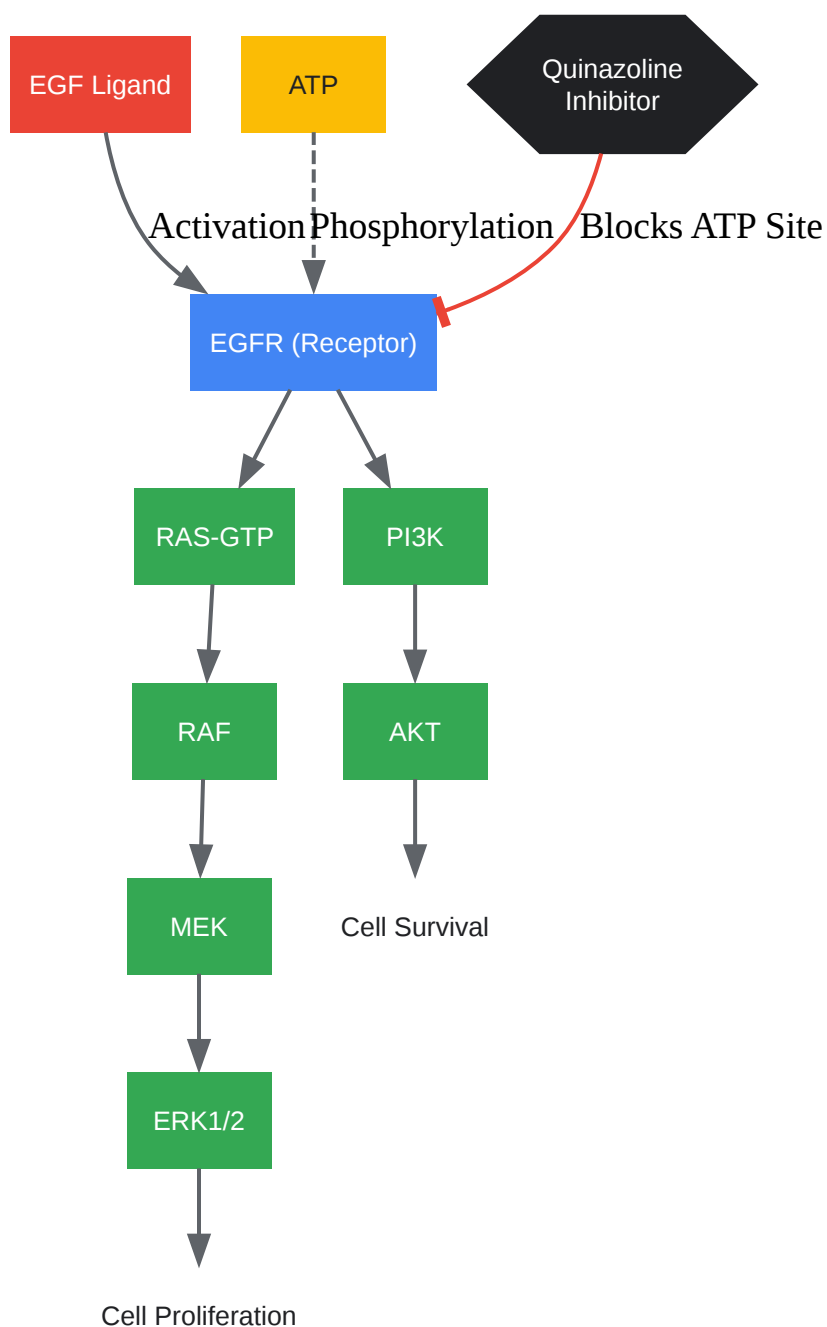 EGF Ligand
ATP
Quinazoline
Inhibitor
Activation
Phosphorylation
Blocks ATP Site
EGFR (Receptor)
RAS-GTP
PI3K
RAF
AKT
MEK
Cell Survival
ERK1/2
Cell Proliferation